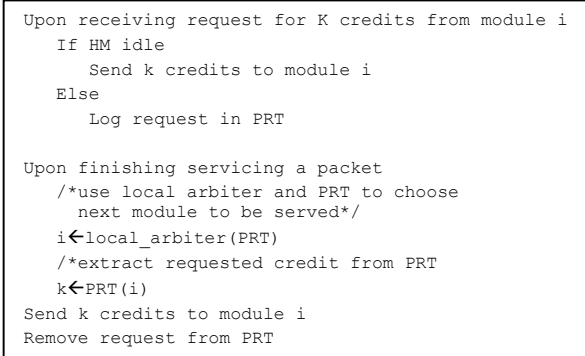 Upon receiving request for K credits from module i
If HM idle
Send k credits to module i
Else
Log request in PRT
Upon finishing servicing a packet
/*use local arbiter and PRT to choose
next module to be served*/
i←local_arbiter(PRT)
/*extract requested credit from PRT
k←PRT(i)
Send k credits to module i
Remove request from PRT